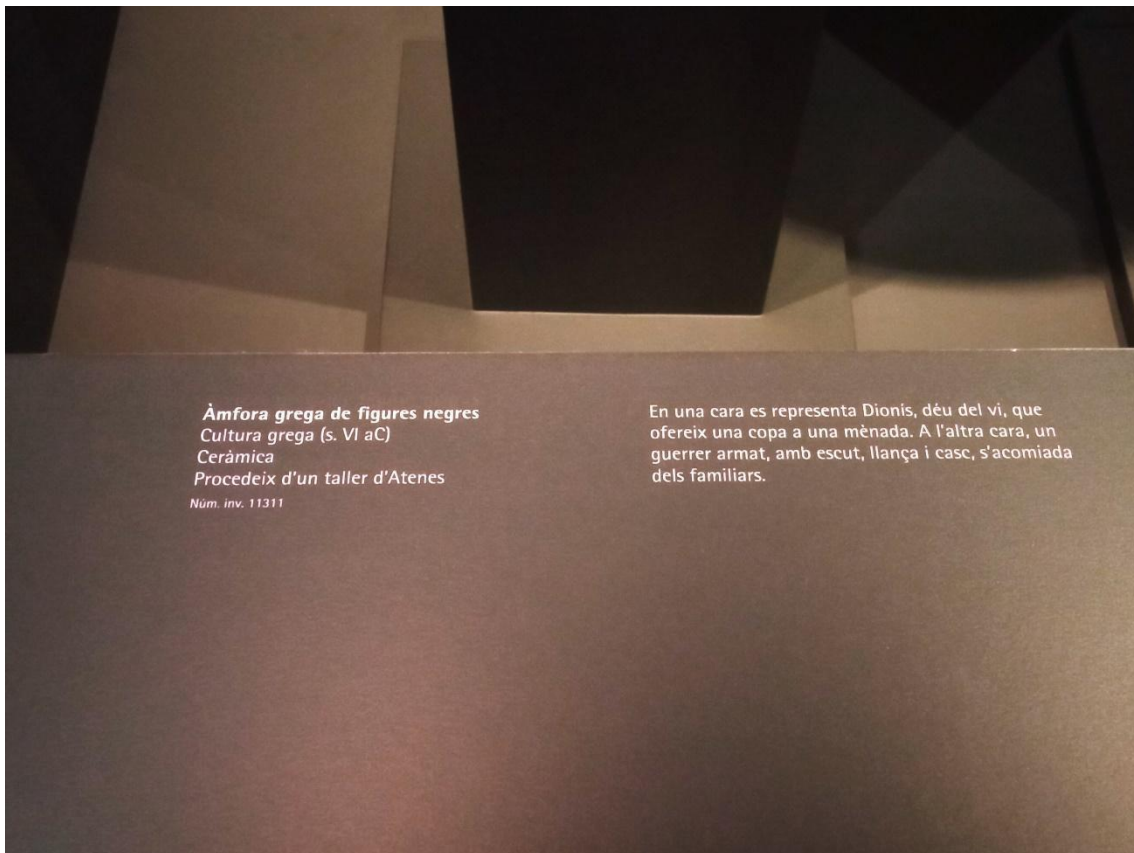 Àmfora grega de figures negres
Cultura grega (s. VI aC)
Ceràmica
Procedeix d'un taller d'Atenes
Núm. inv. 11311
En una cara es representa Dionís, déu del vi, que
ofereix una copa a una mènada. A l'altra cara, un
guerrer armat, amb escut, llança i casc, s'acomiada
dels familiars.